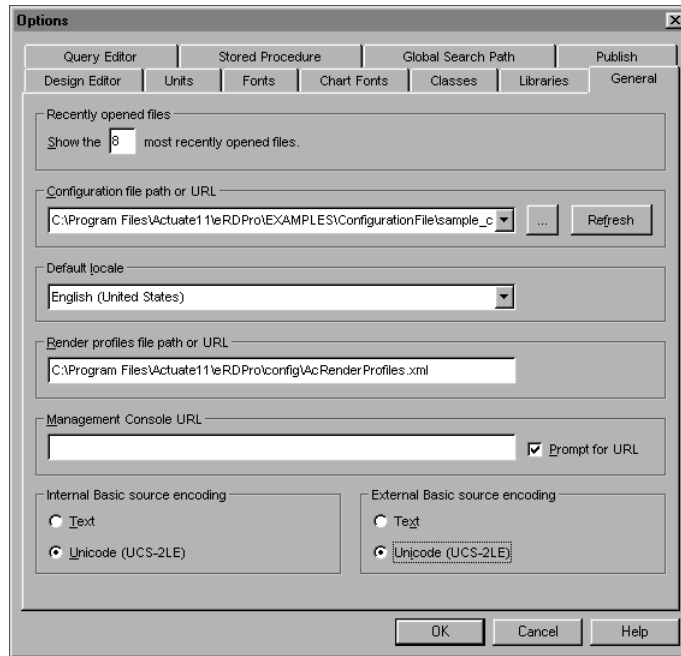 Options
Query Editor Stored Procedure Global Search Path Publish
Design Editor Units Fonts Chart Fonts Classes Libraries General
Recently opened files
Show the 8 most recently opened files.
Configuration file path or URL
C:\Program Files\Actuate11\eRDPro\EXAMPLES\ConfigurationFile\sample_c ... Refresh
Default locale
English (United States)
Render profiles file path or URL
C:\Program Files\Actuate11\eRDPro\config\AcRenderProfiles.xml
Management Console URL
Prompt for URL
Internal Basic source encoding External Basic source encoding
Text Text
Unicode (UCS-2LE) Unicode (UCS-2LE)
OK Cancel Help